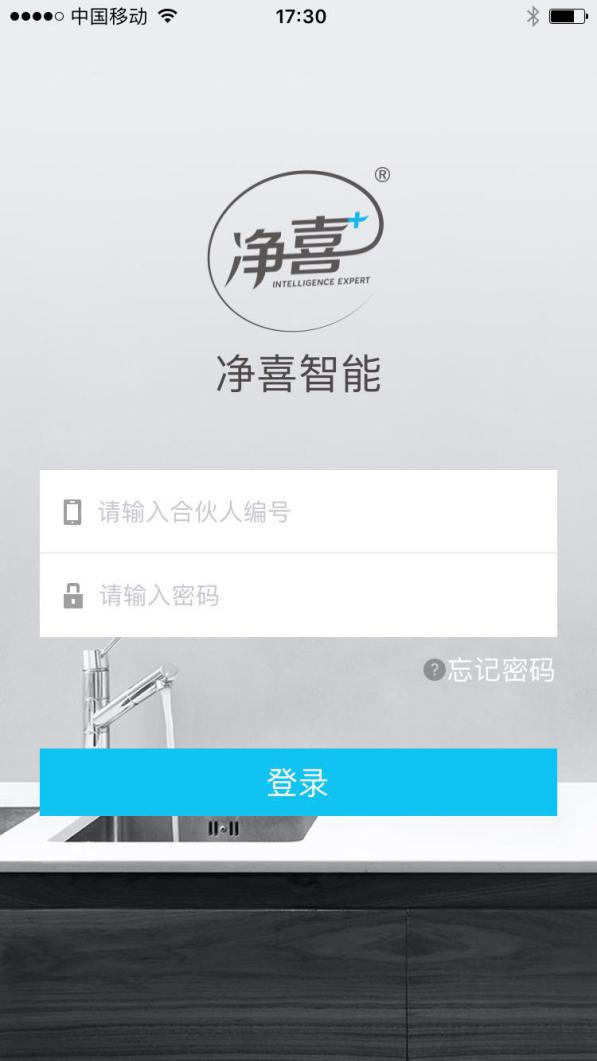 中国移动 17:30
®
净喜+
INTELLIGENCE EXPERT
净喜智能
请输入合伙人编号
请输入密码
?忘记密码
登录